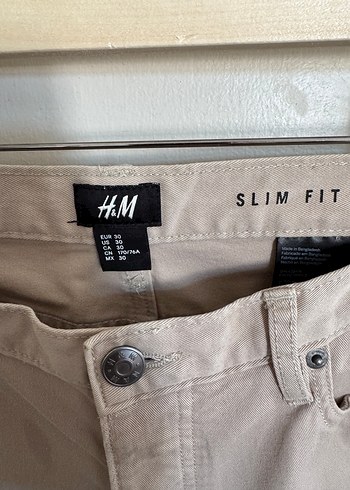 H&M
SLIM FIT
EUR 30
US 30
CA 30
CN 170/76A
MX 30
Made in Bangladesh